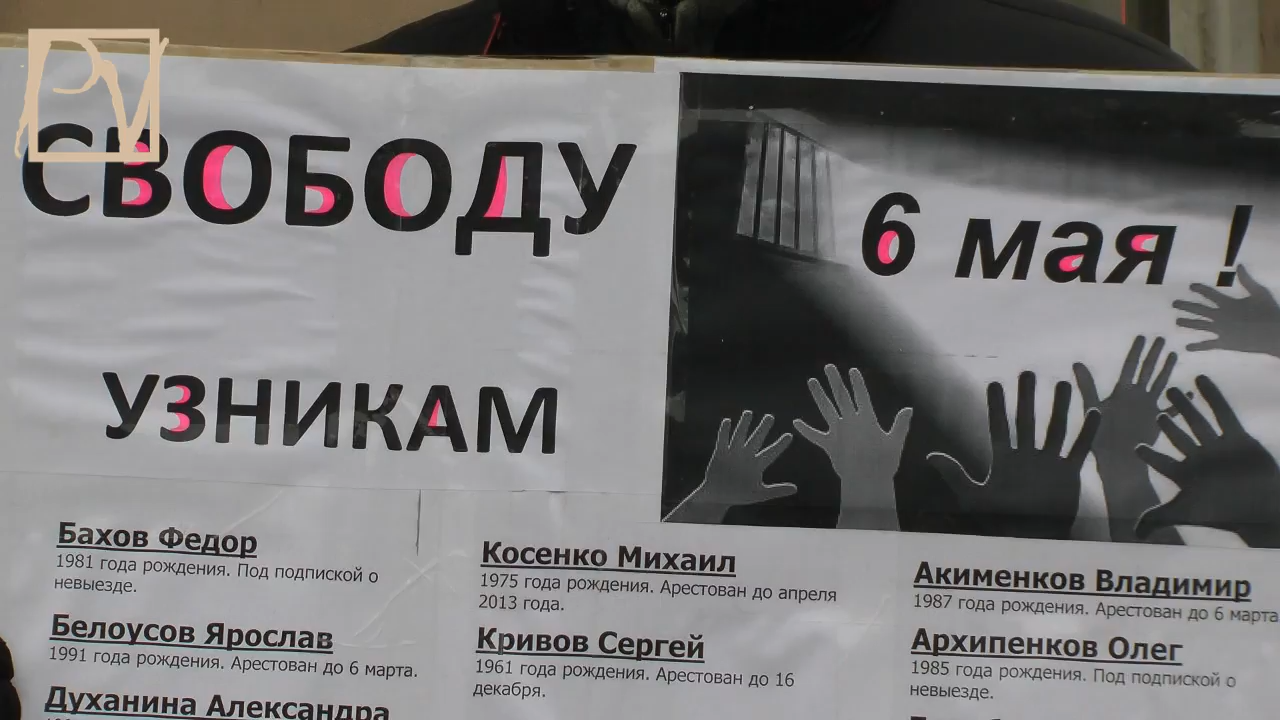 PV
СВОБОДУ
УЗНИКАМ
6 мая !
Бахов Федор
1981 года рождения. Под подпиской о
невыезде.
Белоусов Ярослав
1991 года рождения. Арестован до 6 марта.
Духанина Александра
Косенко Михаил
1975 года рождения. Арестован до апреля
2013 года.
Кривов Сергей
1961 года рождения. Арестован до 16
декабря.
Акименков Владимир
1987 года рождения. Арестован до 6 марта
Архипенков Олег
1985 года рождения. Под подпиской о
невыезде.